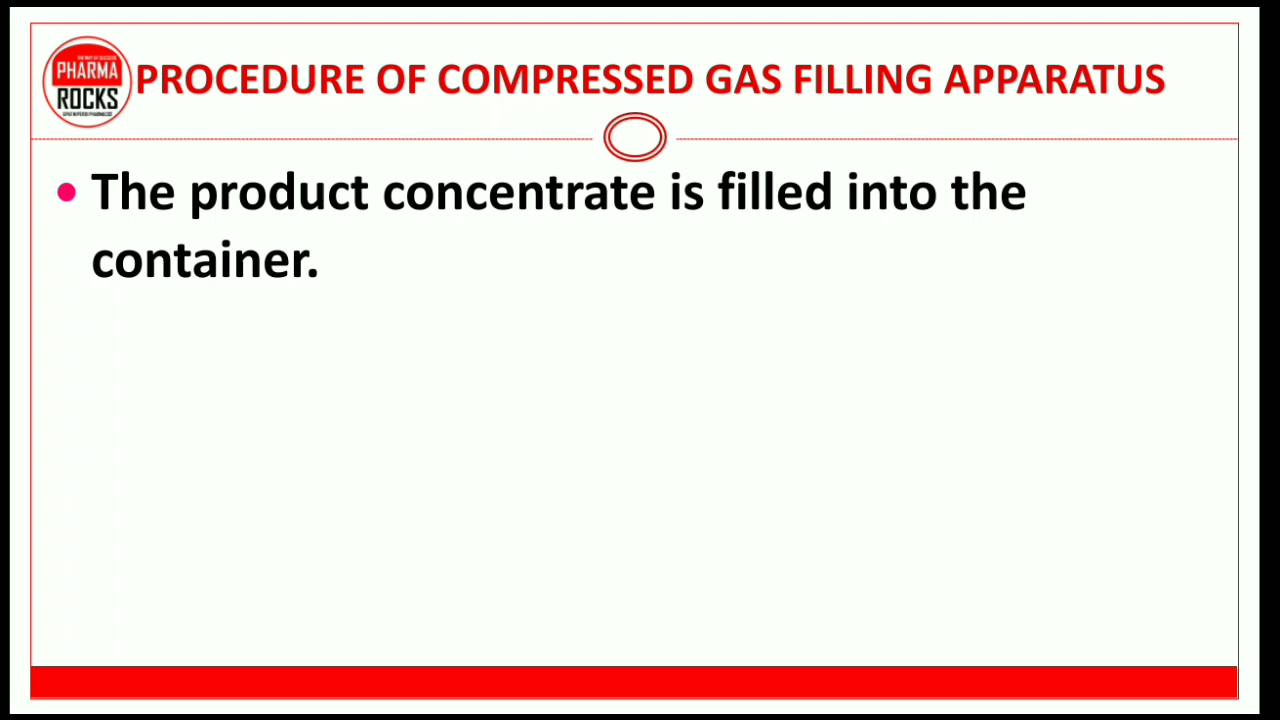 PHARMA
ROCKS
PROCEDURE OF COMPRESSED GAS FILLING APPARATUS
• The product concentrate is filled into the
container.